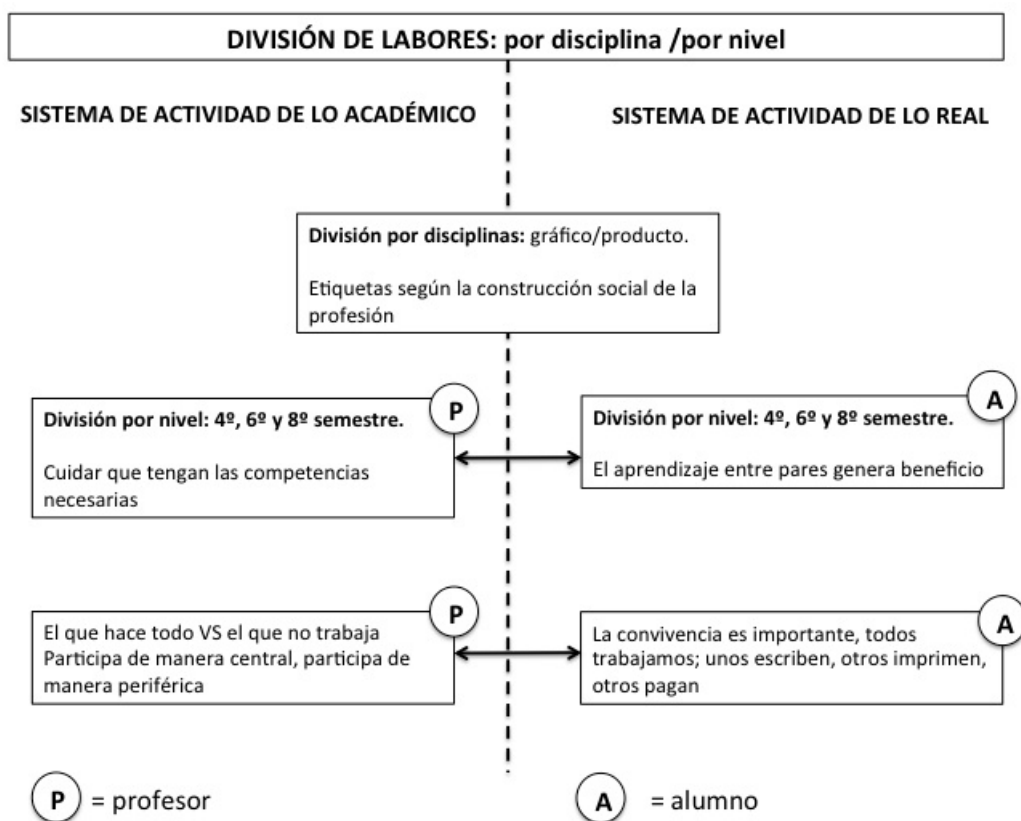 DIVISIÓN DE LABORES: por disciplina /por nivel
SISTEMA DE ACTIVIDAD DE LO ACADÉMICO
SISTEMA DE ACTIVIDAD DE LO REAL
División por disciplinas: gráfico/producto.
Etiquetas según la construcción social de la
profesión
P
División por nivel: 4º, 6º y 8º semestre.
Cuidar que tengan las competencias
necesarias
A
División por nivel: 4º, 6º y 8º semestre.
El aprendizaje entre pares genera beneficio
P
El que hace todo VS el que no trabaja
Participa de manera central, participa de
manera periférica
A
La convivencia es importante, todos
trabajamos; unos escriben, otros imprimen,
otros pagan
P = profesor
A = alumno